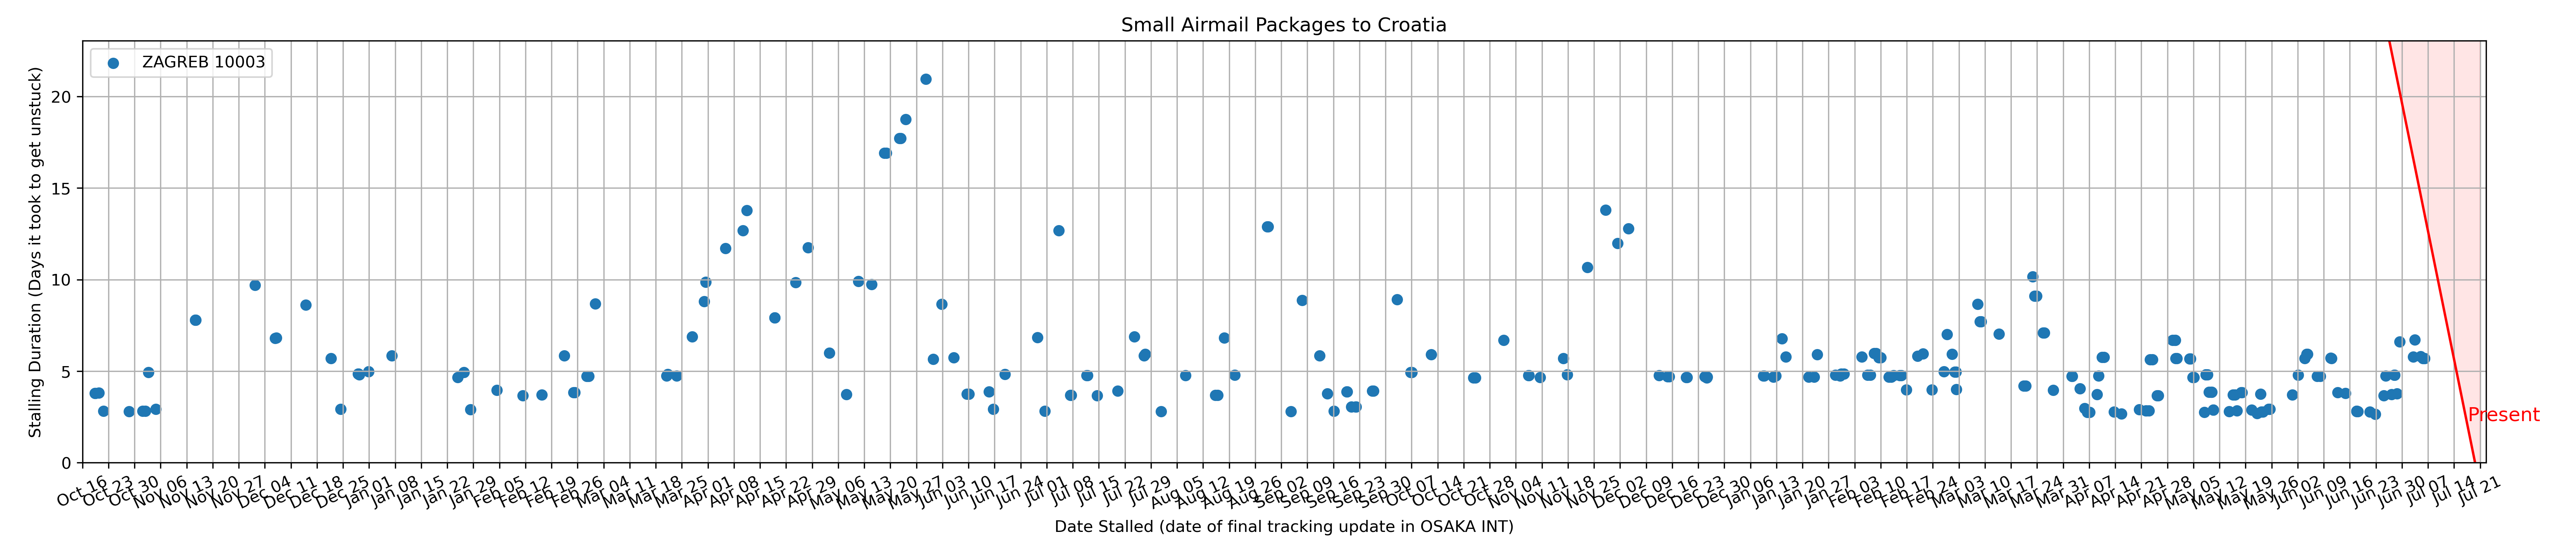 Small Airmail Packages to Croatia
ZAGREB 10003
Stalling Duration (Days it took to get unstuck)
20
15
10
5
0
Present
Oct 16 Oct 23 Oct 30 Nov 06 Nov 13 Nov 20 Nov 27 Dec 04 Dec 11 Dec 18 Dec 25 Jan 01 Jan 08 Jan 15 Jan 22 Jan 29 Feb 05 Feb 12 Feb 19 Feb 26 Mar 04 Mar 11 Mar 18 Mar 25 Apr 01 Apr 08 Apr 15 Apr 22 Apr 29 May 06 May 13 May 20 May 27 Jun 03 Jun 10 Jun 17 Jun 24 Jul 01 Jul 08 Jul 15 Jul 22 Jul 29 Aug 05 Aug 12 Aug 19 Aug 26 Sep 02 Sep 09 Sep 16 Sep 23 Sep 30 Oct 07 Oct 14 Oct 21 Oct 28 Nov 04 Nov 11 Nov 18 Nov 25 Dec 02 Dec 09 Dec 16 Dec 23 Dec 30 Jan 06 Jan 13 Jan 20 Jan 27 Feb 03 Feb 10 Feb 17 Feb 24 Mar 03 Mar 10 Mar 17 Mar 24 Mar 31 Apr 07 Apr 14 Apr 21 Apr 28 May 05 May 12 May 19 May 26 Jun 02 Jun 09 Jun 16 Jun 23 Jun 30 Jul 07 Jul 14 Jul 21
Date Stalled (date of final tracking update in OSAKA INT)